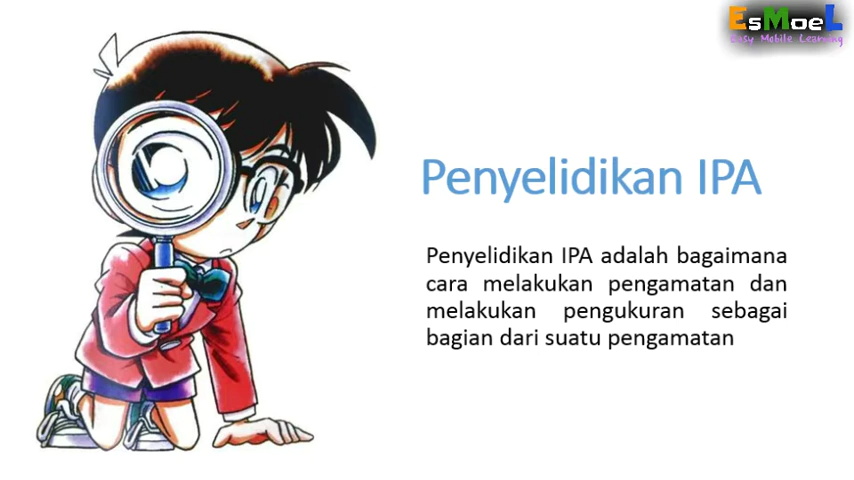 EsMoeL
Easy Mobile Learning
Penyelidikan IPA
Penyelidikan IPA adalah bagaimana
cara melakukan pengamatan dan
melakukan pengukuran sebagai
bagian dari suatu pengamatan